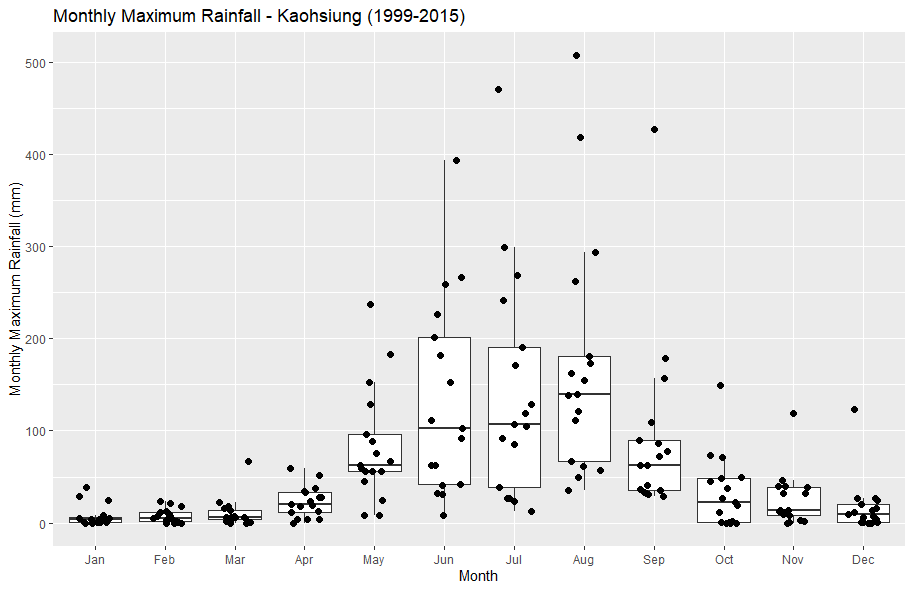 Monthly Maximum Rainfall - Kaohsiung (1999-2015)
Monthly Maximum Rainfall (mm)
500
400
300
200
100
0
Jan Feb Mar Apr May Jun Jul Aug Sep Oct Nov Dec
Month